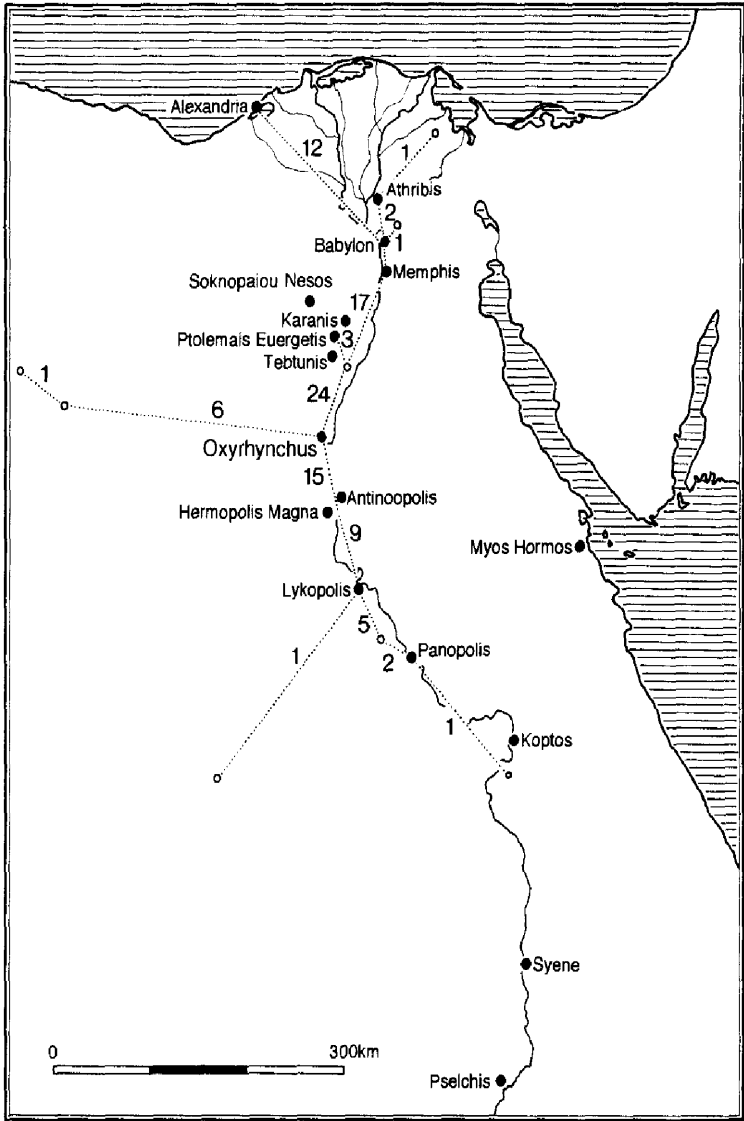 Alexandria
12
1
Athribis
2
Babylon
1
Memphis
Soknopaiou Nesos
17
Karanis
Ptolemais Euergetis
3
Tebtunis
1
24
6
Oxyrhynchus
15
Antinoopolis
Hermopolis Magna
9
Myos Hormos
Lykopolis
5
1
2
Panopolis
1
Koptos
Syene
0 300km
Pselchis